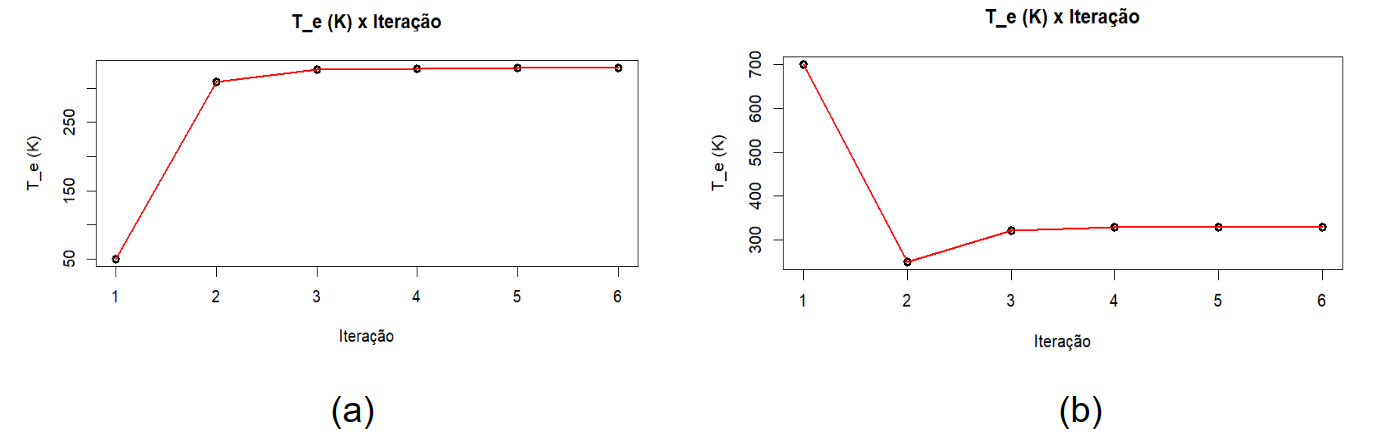 T_e (K) x Iteração
T_e (K)
250
150
50
1 2 3 4 5 6
Iteração
(a)
T_e (K) x Iteração
T_e (K)
700
600
500
400
300
1 2 3 4 5 6
Iteração
(b)